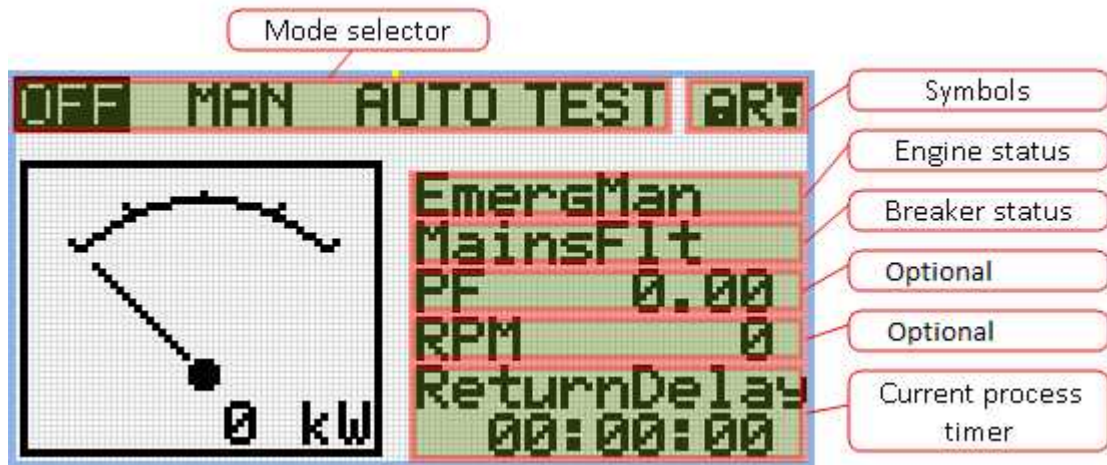 Mode selector
OFF MAN AUTO TEST R!
Symbols
Engine status
EmergMan
Breaker status
MainsFlt
Optional
PF 0.00
Optional
RPM 0
Current process
timer
ReturnDelay
00:00:00
0 kW